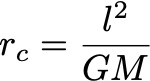 r_c = \frac{l^2}{GM}